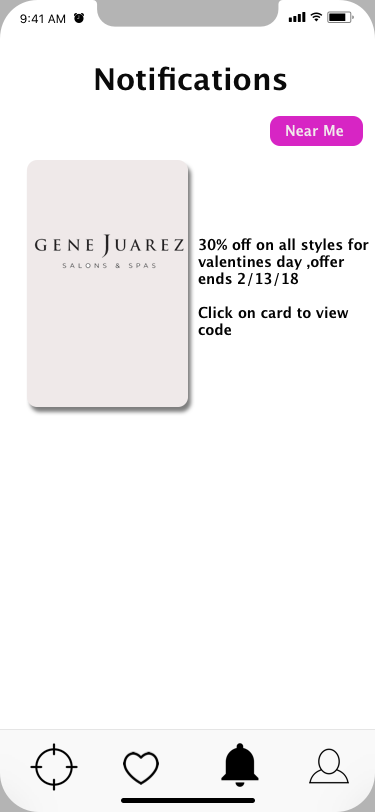 9:41 AM
Notifications
Near Me
GENE JUAREZ
SALONS & SPAS
30% off on all styles for
valentines day ,offer
ends 2/13/18
Click on card to view
code